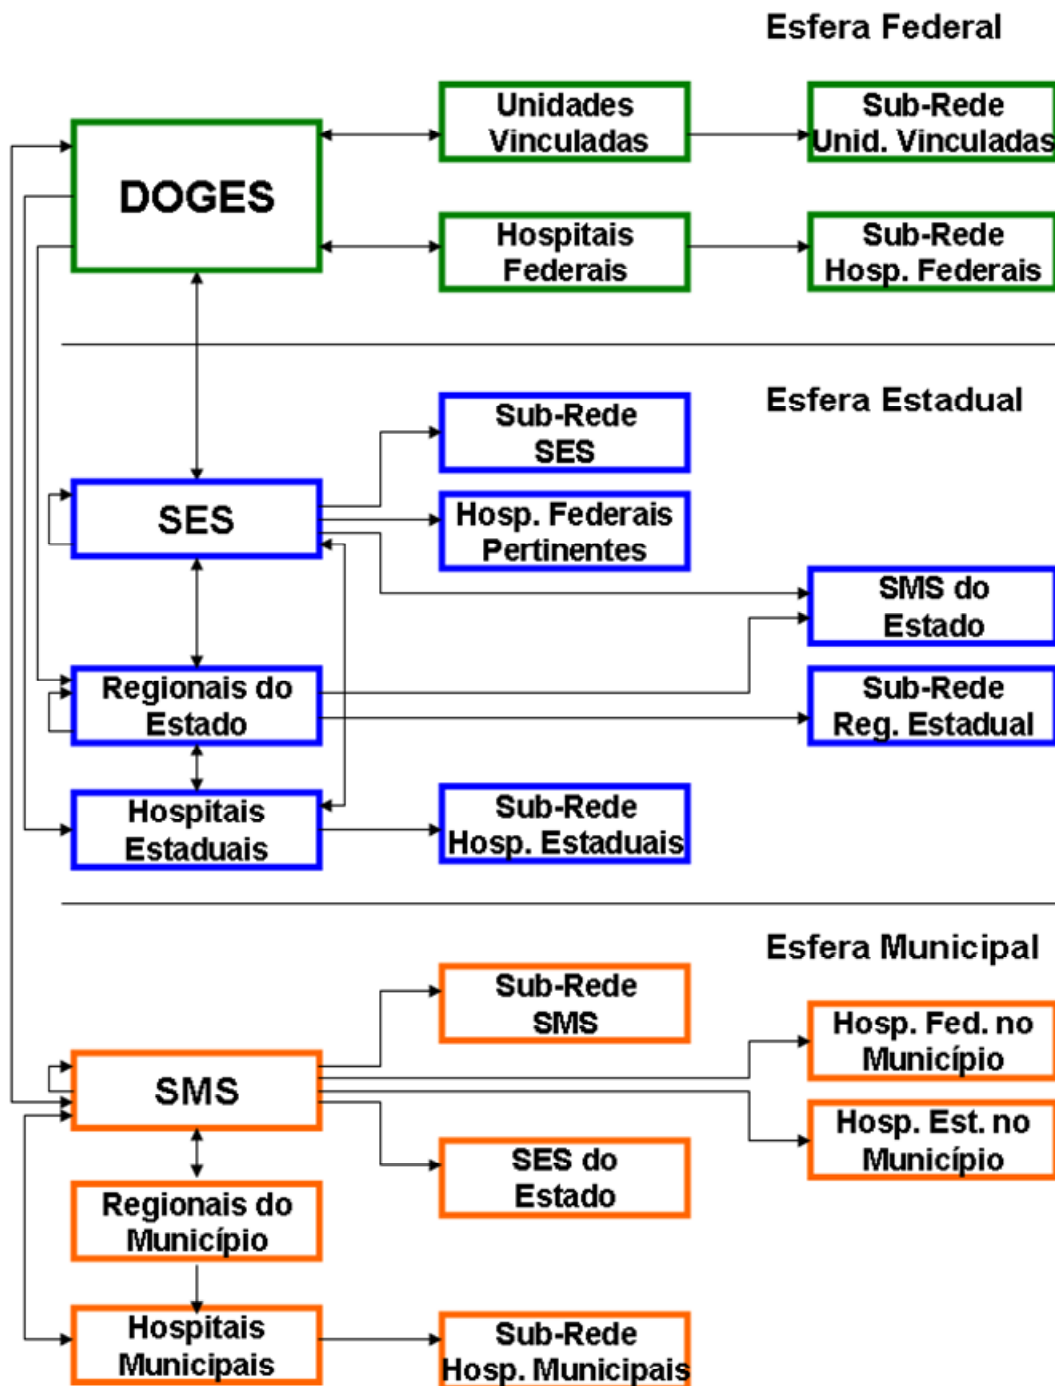 Esfera Federal
Unidades
Vinculadas
Sub-Rede
Unid. Vinculadas
DOGES
Hospitais
Federais
Sub-Rede
Hosp. Federais
Esfera Estadual
Sub-Rede
SES
SES
Hosp. Federais
Pertinentes
SMS do
Estado
Regionais do
Estado
Sub-Rede
Reg. Estadual
Hospitais
Estaduais
Sub-Rede
Hosp. Estaduais
Esfera Municipal
Sub-Rede
SMS
Hosp. Fed. no
Município
SMS
Hosp. Est. no
Município
SES do
Estado
Regionais do
Município
Hospitais
Municipais
Sub-Rede
Hosp. Municipais